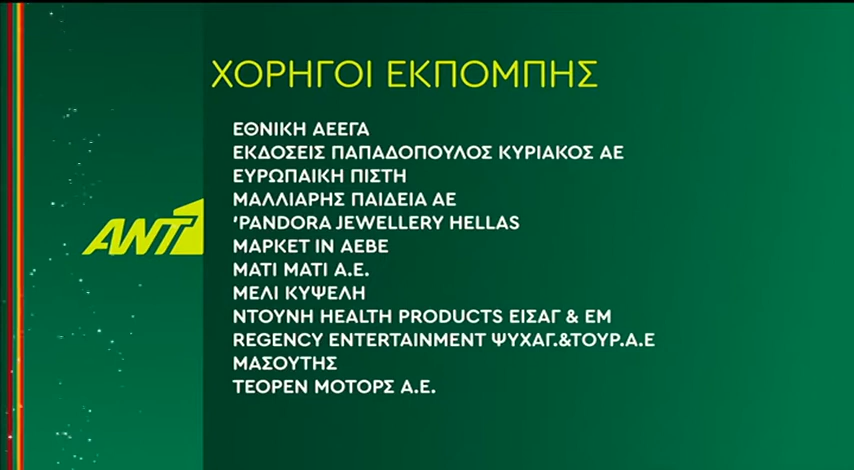 ΧΟΡΗΓΟΙ ΕΚΠΟΜΠΗΣ
ΕΘΝΙΚΗ ΑΕΕΓΑ
ΕΚΔΟΣΕΙΣ ΠΑΠΑΔΟΠΟΥΛΟΣ ΚΥΡΙΑΚΟΣ ΑΕ
ΕΥΡΩΠΑΙΚΗ ΠΙΣΤΗ
ΜΑΛΛΙΑΡΗΣ ΠΑΙΔΕΙΑ ΑΕ
'PANDORA JEWELLERY HELLAS
ΜΑΡΚΕΤ ΙΝ ΑΕΒΕ
ΜΑΤΙ ΜΑΤΙ Α.Ε.
ΜΕΛΙ ΚΥΨΕΛΗ
ΝΤΟΥΝΗ HEALTH PRODUCTS ΕΙΣΑΓ & ΕΜ
REGENCY ENTERTAINMENT ΨΥΧΑΓ.&ΤΟΥΡ.Α.Ε
ΜΑΣΟΥΤΗΣ
ΤΕΟΡΕΝ ΜΟΤΟΡΣ Α.Ε.
ΑΝΤ1